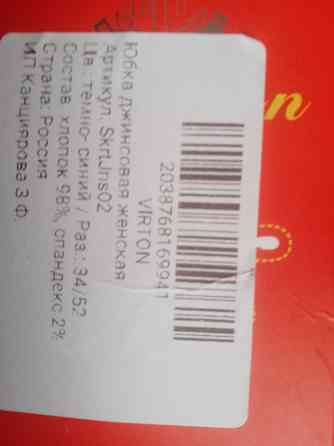 2038768169941
VIRTON
Юбка джинсовая женская
Артикул: SkrtJns02
Цв.: темно-синий / Раз.: 34/52
Состав: хлопок 98%, спандекс 2%
Страна: Россия
ИП Канцярова З.Ф.